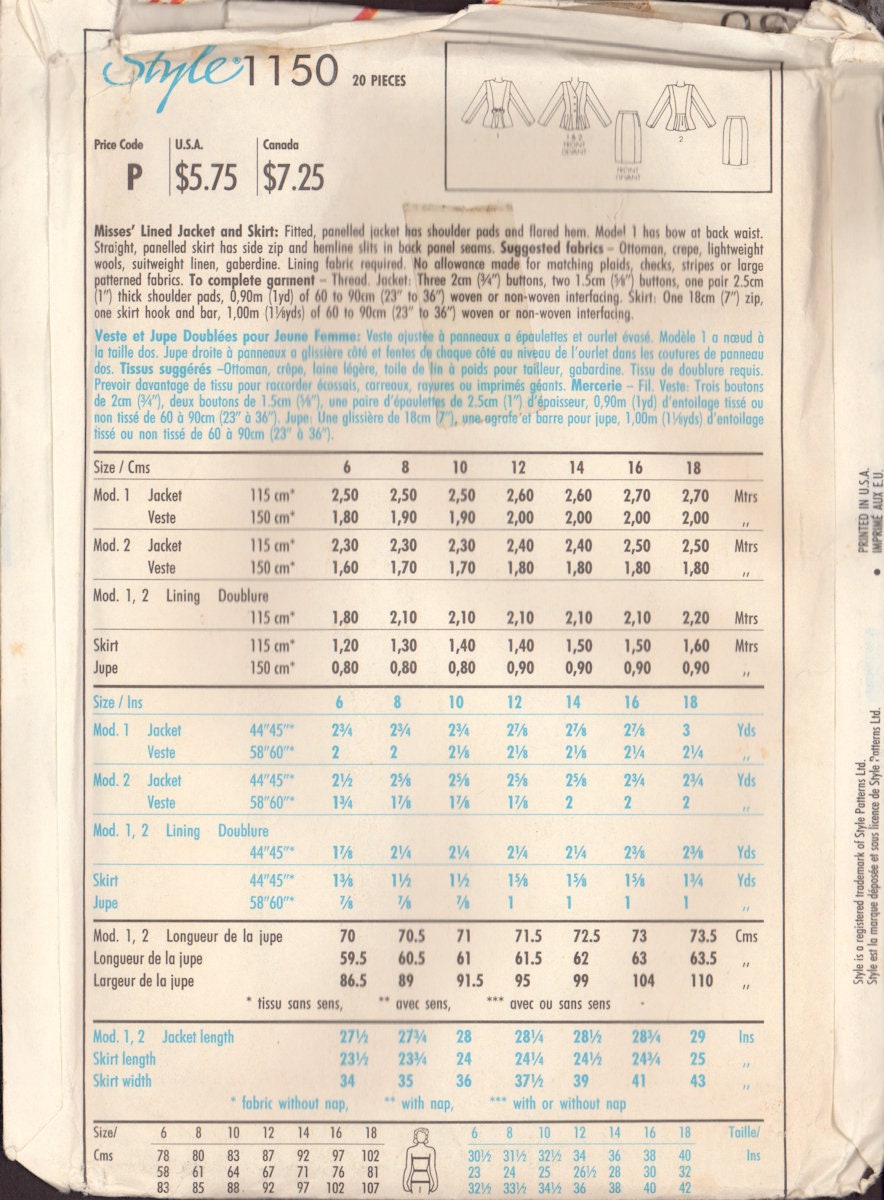 Style® 1150 20 PIECES
Price Code U.S.A. Canada
P $5.75 $7.25
1
1 & 2
FRONT
DEVANT
FRONT
DEVANT
2
Misses' Lined Jacket and Skirt: Fitted, panelled jacket has shoulder pads and flared hem. Model 1 has bow at back waist.
Straight, panelled skirt has side zip and hemline slits in back panel seams. Suggested fabrics – Ottoman, crepe, lightweight
wools, suitweight linen, gaberdine. Lining fabric required. No allowance made for matching plaids, checks, stripes or large
patterned fabrics. To complete garment – Thread. Jacket: Three 2cm (¾") buttons, two 1.5cm (⅝") buttons, one pair 2.5cm
(1") thick shoulder pads, 0,90m (1yd) of 60 to 90cm (23" to 36") woven or non-woven interfacing. Skirt: One 18cm (7") zip,
one skirt hook and bar, 1,00m (1⅛yds) of 60 to 90cm (23" to 36") woven or non-woven interfacing.
Veste et Jupe Doublées pour Jeune Femme: Veste ajustée à panneaux a épaulettes et ourlet évasé. Modèle 1 a nœud à
la taille dos. Jupe droite à panneaux a glissière côté et fentes de chaque côté au niveau de l'ourlet dans les coutures de panneau
dos. Tissus suggérés –Ottoman, crêpe, laine légère, toile de lin à poids pour tailleur, gabardine. Tissu de doublure requis.
Prevoir davantage de tissu pour raccorder écossais, carreaux, rayures ou imprimés géants. Mercerie – Fil. Veste: Trois boutons
de 2cm (¾"), deux boutons de 1.5cm (⅝"), une paire d'épaulettes de 2.5cm (1") d'épaisseur, 0,90m (1yd) d'entoilage tissé ou
non tissé de 60 à 90cm (23" à 36"). Jupe: Une glissière de 18cm (7"), une agrafe et barre pour jupe, 1,00m (1⅛yds) d'entoilage
tissé ou non tissé de 60 à 90cm (23" à 36").
Size / Cms 6 8 10 12 14 16 18
Mod. 1 Jacket 115 cm* 2,50 2,50 2,50 2,60 2,60 2,70 2,70 Mtrs
Veste 150 cm* 1,80 1,90 1,90 2,00 2,00 2,00 2,00 ,,
Mod. 2 Jacket 115 cm* 2,30 2,30 2,30 2,40 2,40 2,50 2,50 Mtrs
Veste 150 cm* 1,60 1,70 1,70 1,80 1,80 1,80 1,80 ,,
Mod. 1, 2 Lining Doublure
115 cm* 1,80 2,10 2,10 2,10 2,10 2,10 2,20 Mtrs
Skirt 115 cm* 1,20 1,30 1,40 1,40 1,50 1,50 1,60 Mtrs
Jupe 150 cm* 0,80 0,80 0,80 0,90 0,90 0,90 0,90 ,,
Size / Ins 6 8 10 12 14 16 18
Mod. 1 Jacket 44"45"* 2¾ 2¾ 2¾ 2⅞ 2⅞ 2⅞ 3 Yds
Veste 58"60"* 2 2 2⅛ 2⅛ 2⅛ 2¼ 2¼ ,,
Mod. 2 Jacket 44"45"* 2½ 2⅝ 2⅝ 2⅝ 2⅝ 2¾ 2¾ Yds
Veste 58"60"* 1¾ 1⅞ 1⅞ 1⅞ 2 2 2 ,,
Mod. 1, 2 Lining Doublure
44"45"* 1⅞ 2¼ 2¼ 2¼ 2¼ 2⅜ 2⅜ Yds
Skirt 44"45"* 1⅜ 1½ 1½ 1⅝ 1⅝ 1⅝ 1¾ Yds
Jupe 58"60"* ⅞ ⅞ ⅞ 1 1 1 1 ,,
Mod. 1, 2 Longueur de la jupe 70 70.5 71 71.5 72.5 73 73.5 Cms
Longueur de la jupe 59.5 60.5 61 61.5 62 63 63.5 ,,
Largeur de la jupe 86.5 89 91.5 95 99 104 110 ,,
* tissu sans sens, ** avec sens, *** avec ou sans sens
Mod. 1, 2 Jacket length 27½ 27¾ 28 28¼ 28½ 28¾ 29 Ins
Skirt length 23½ 23¾ 24 24¼ 24½ 24¾ 25 ,,
Skirt width 34 35 36 37½ 39 41 43 ,,
* fabric without nap, ** with nap, *** with or without nap
Size/ 6 8 10 12 14 16 18 6 8 10 12 14 16 18 Taille/
Cms 78 80 83 87 92 97 102 30½ 31½ 32½ 34 36 38 40 Ins
58 61 64 67 71 76 81 23 24 25 26½ 28 30 32
83 85 88 92 97 102 107 32½ 33½ 34½ 36 38 40 42
PRINTED IN U.S.A.
IMPRIMÉ AUX E.U.
Style is a registered trademark of Style Patterns Ltd.
Style est la marque déposée et sous licence de Style Patterns Ltd.